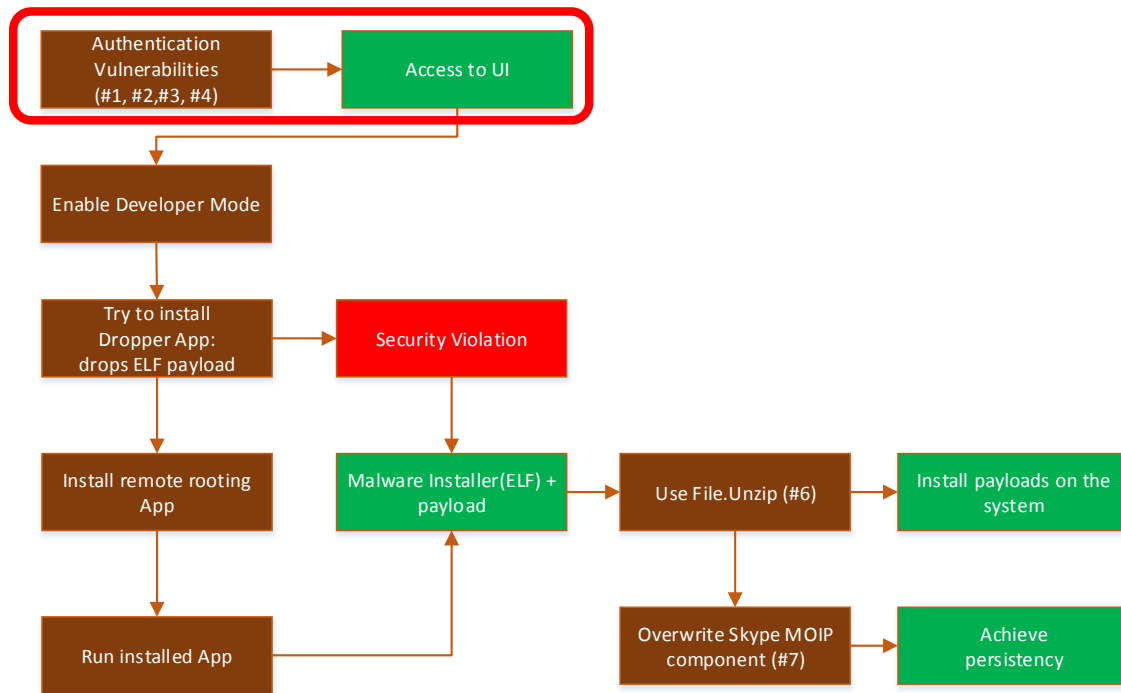 Authentication
Vulnerabilities
(#1, #2,#3, #4)
Access to UI
Enable Developer Mode
Try to install
Dropper App:
drops ELF payload
Security Violation
Install remote rooting
App
Malware Installer(ELF) +
payload
Use File.Unzip (#6)
Install payloads on the
system
Run installed App
Overwrite Skype MOIP
component (#7)
Achieve
persistency